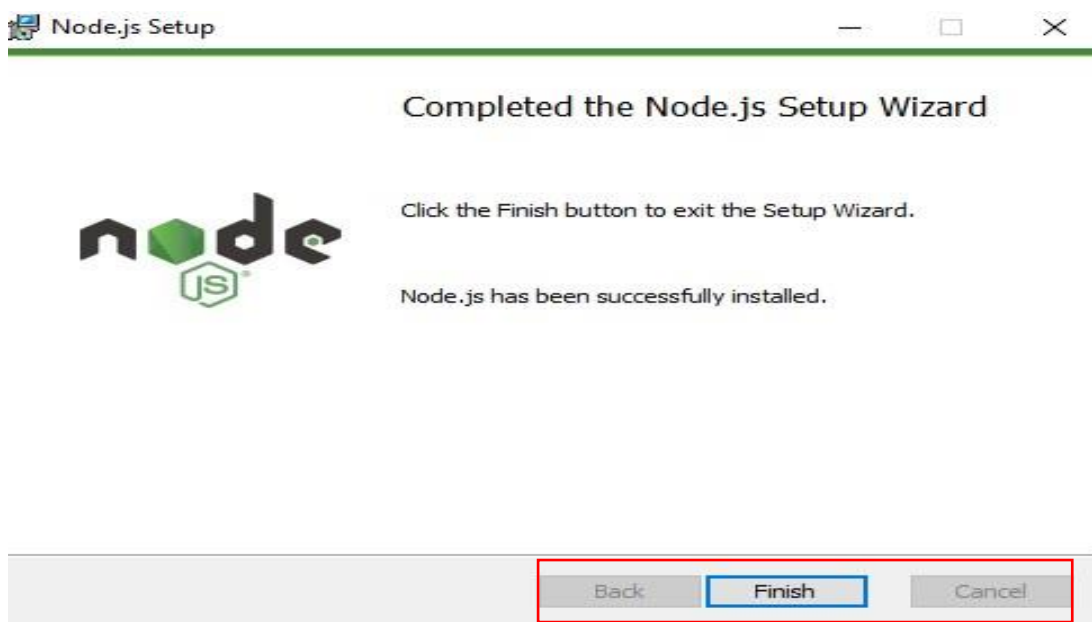 Node.js Setup
Completed the Node.js Setup Wizard
Click the Finish button to exit the Setup Wizard.
node
JS
Node.js has been successfully installed.
Back Finish Cancel